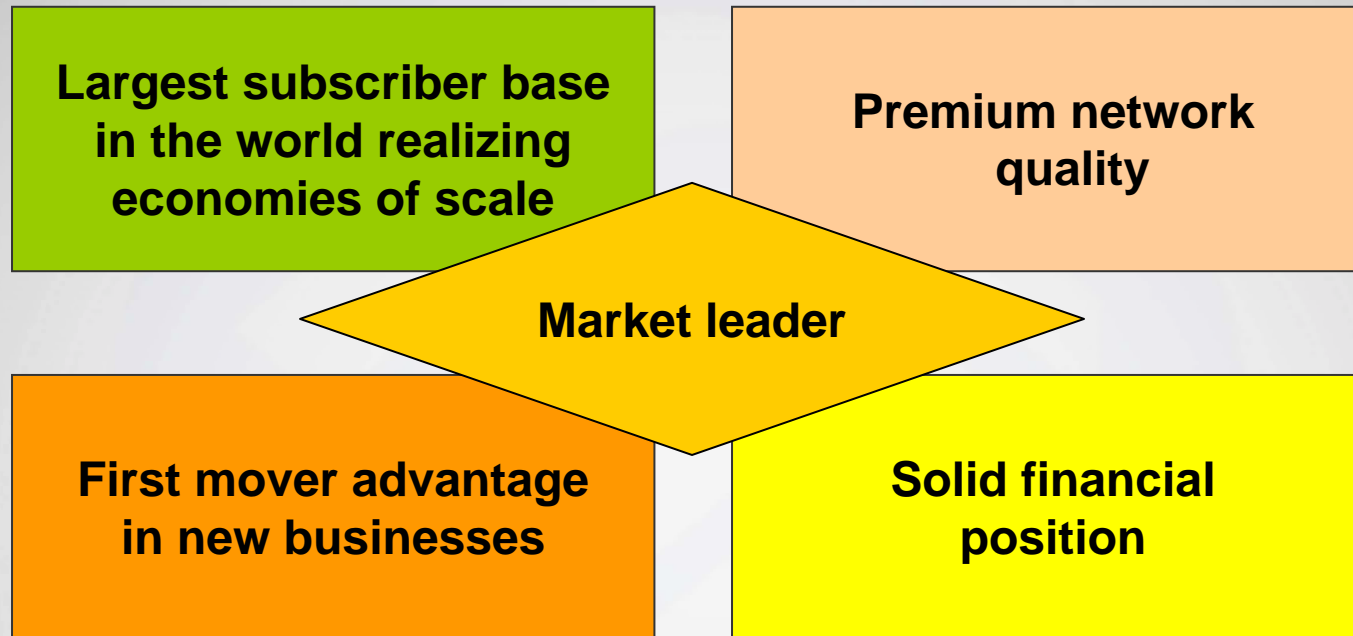 Largest subscriber base
in the world realizing
economies of scale
Premium network
quality
Market leader
First mover advantage
in new businesses
Solid financial
position